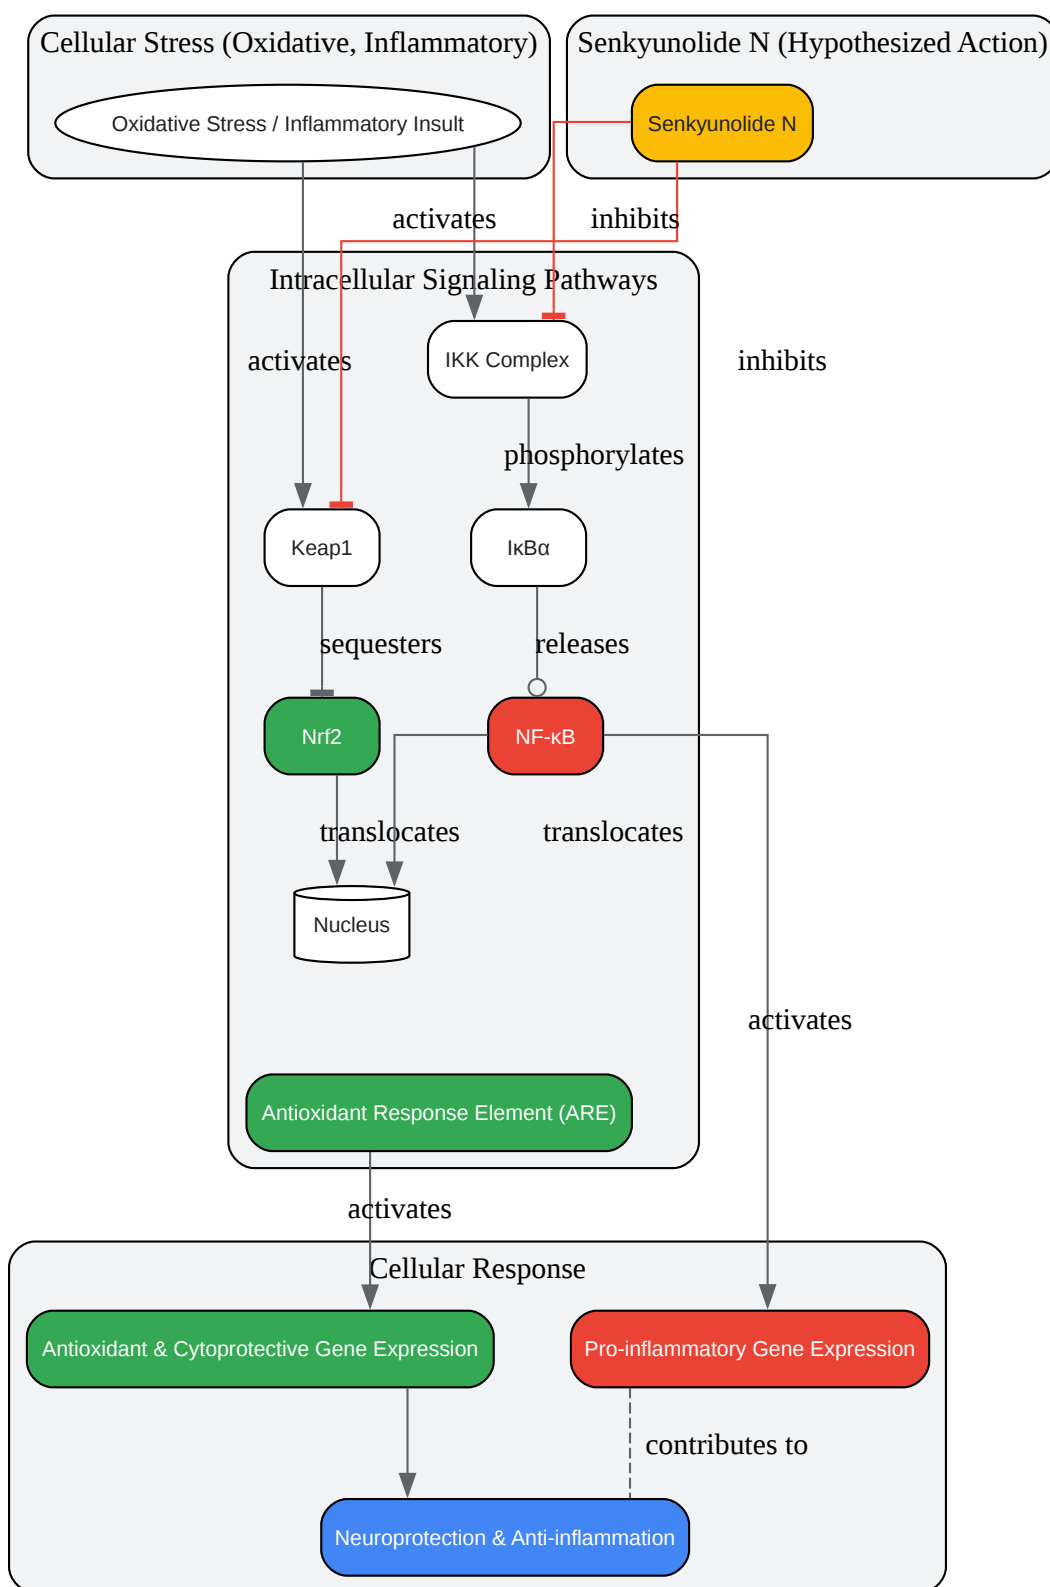 Cellular Stress (Oxidative, Inflammatory)
Senkyunolide N (Hypothesized Action)
Oxidative Stress / Inflammatory Insult
Senkyunolide N
activates
inhibits
Intracellular Signaling Pathways
activates
IKK Complex
inhibits
phosphorylates
Keap1
IκBα
sequesters
releases
Nrf2
NF-κB
translocates
translocates
Nucleus
activates
Antioxidant Response Element (ARE)
activates
Cellular Response
Antioxidant & Cytoprotective Gene Expression
Pro-inflammatory Gene Expression
contributes to
Neuroprotection & Anti-inflammation